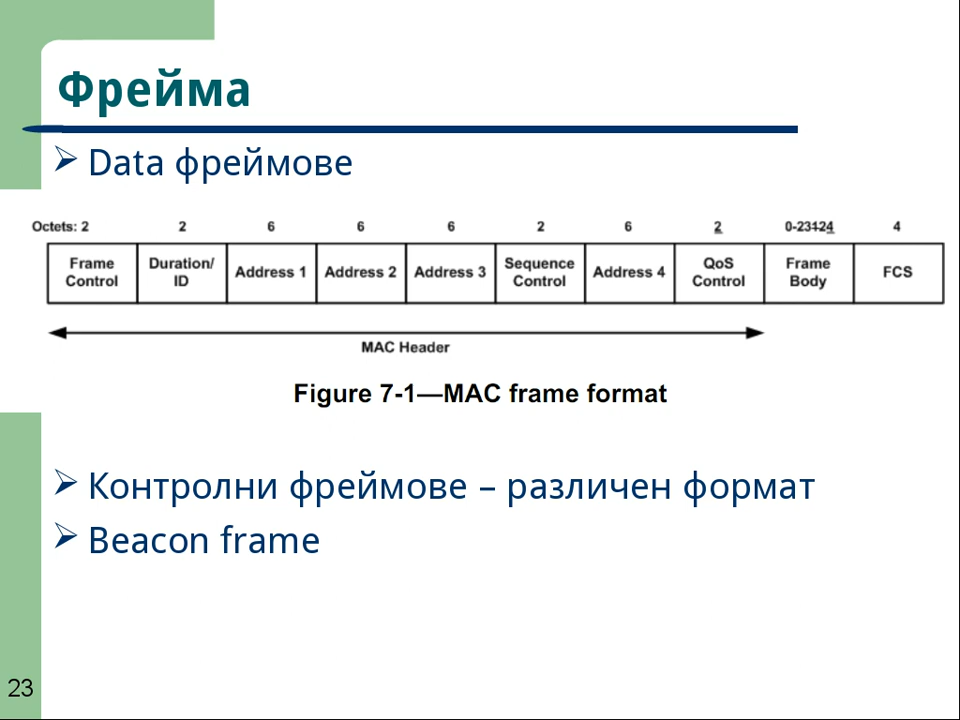 Фрейма
Data фреймове
Octets: 2 2 6 6 6 2 6 2 0-23124 4
Frame Control Duration/ ID Address 1 Address 2 Address 3 Sequence Control Address 4 QoS Control Frame Body FCS
MAC Header
Figure 7-1—MAC frame format
Контролни фреймове – различен формат
Beacon frame
23